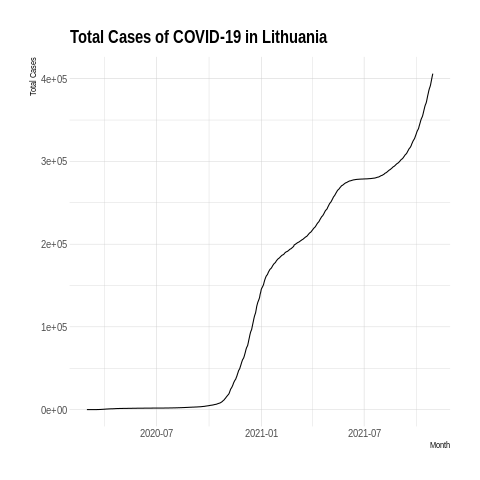 Total Cases of COVID-19 in Lithuania
Total Cases
4e+05
3e+05
2e+05
1e+05
0e+00
2020-07
2021-01
2021-07
Month